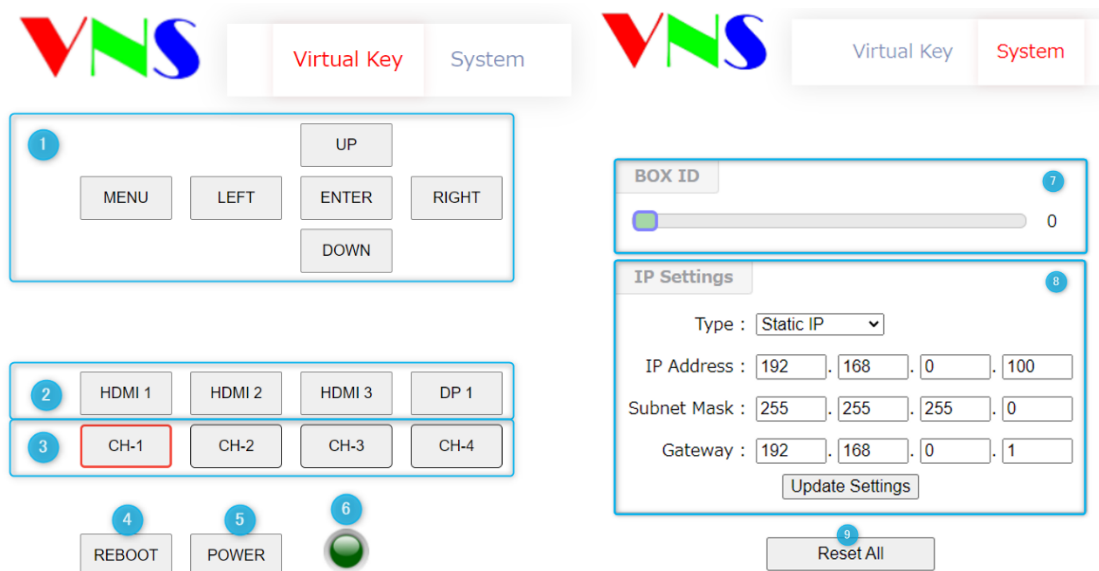 VNS
Virtual Key System
1
UP
MENU LEFT ENTER RIGHT
DOWN
2 HDMI 1 HDMI 2 HDMI 3 DP 1
3 CH-1 CH-2 CH-3 CH-4
4 5 6
REBOOT POWER
VNS
Virtual Key System
BOX ID 7
0
IP Settings 8
Type : Static IP
IP Address : 192 . 168 . 0 . 100
Subnet Mask : 255 . 255 . 255 . 0
Gateway : 192 . 168 . 0 . 1
Update Settings
9
Reset All